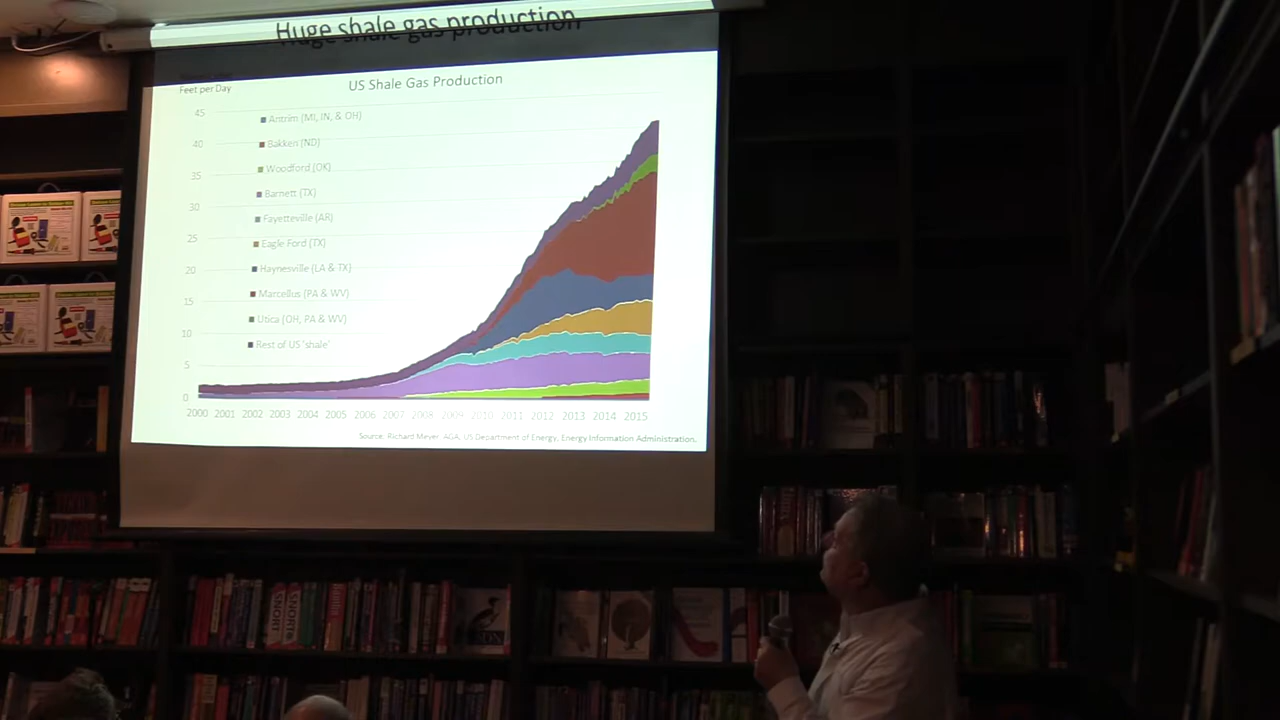 Huge shale gas production
Feet per Day
US Shale Gas Production
45
40
35
30
25
20
15
10
5
0
Antrim (MI, IN, & OH)
Bakken (ND)
Woodford (OK)
Barnett (TX)
Fayetteville (AR)
Eagle Ford (TX)
Haynesville (LA & TX)
Marcellus (PA & WV)
Utica (OH, PA & WV)
Rest of US 'shale'
2000 2001 2002 2003 2004 2005 2006 2007 2008 2009 2010 2011 2012 2013 2014 2015
Source: Richard Meyer, AGA, US Department of Energy, Energy Information Administration.
SNORT
SNORT